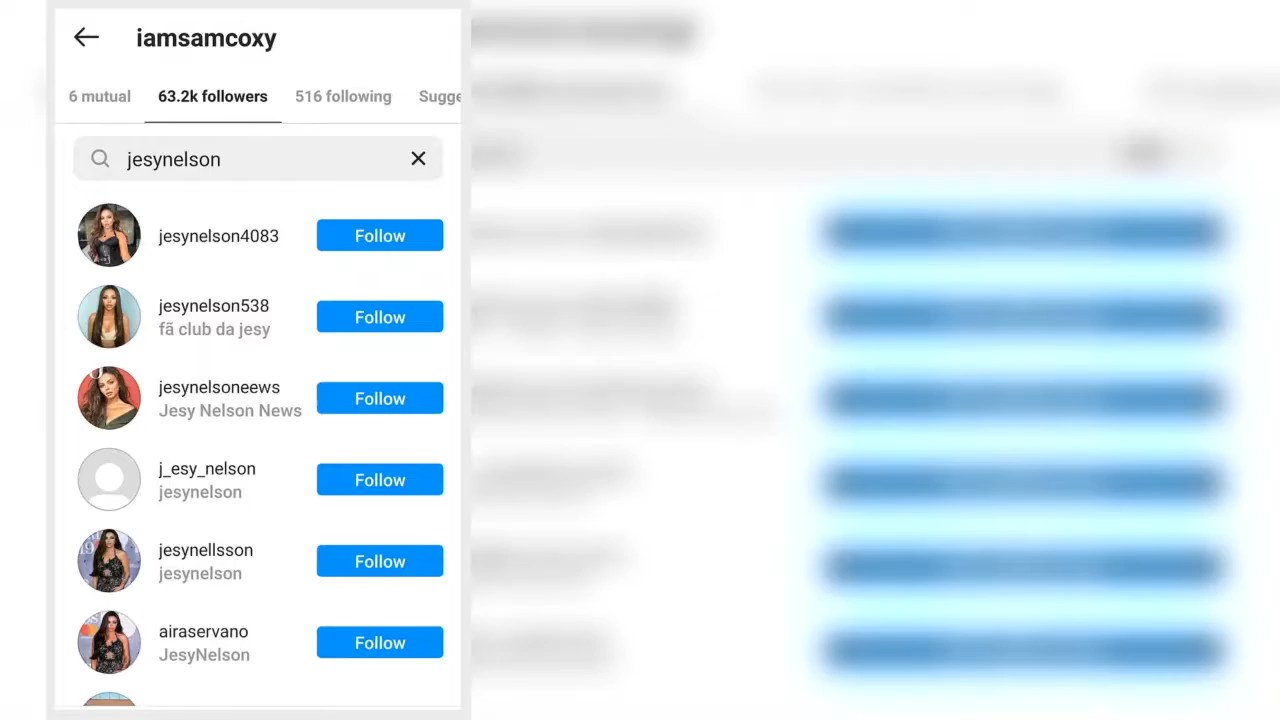 iamsamcoxy
6 mutual 63.2k followers 516 following Sugge
jesynelson
jesynelson4083 Follow
jesynelson538
fã club da jesy
Follow
jesynelsoneews
Jesy Nelson News
Follow
j_esy_nelson
jesynelson
Follow
jesynellsson
jesynelson
Follow
airaservano
JesyNelson
Follow